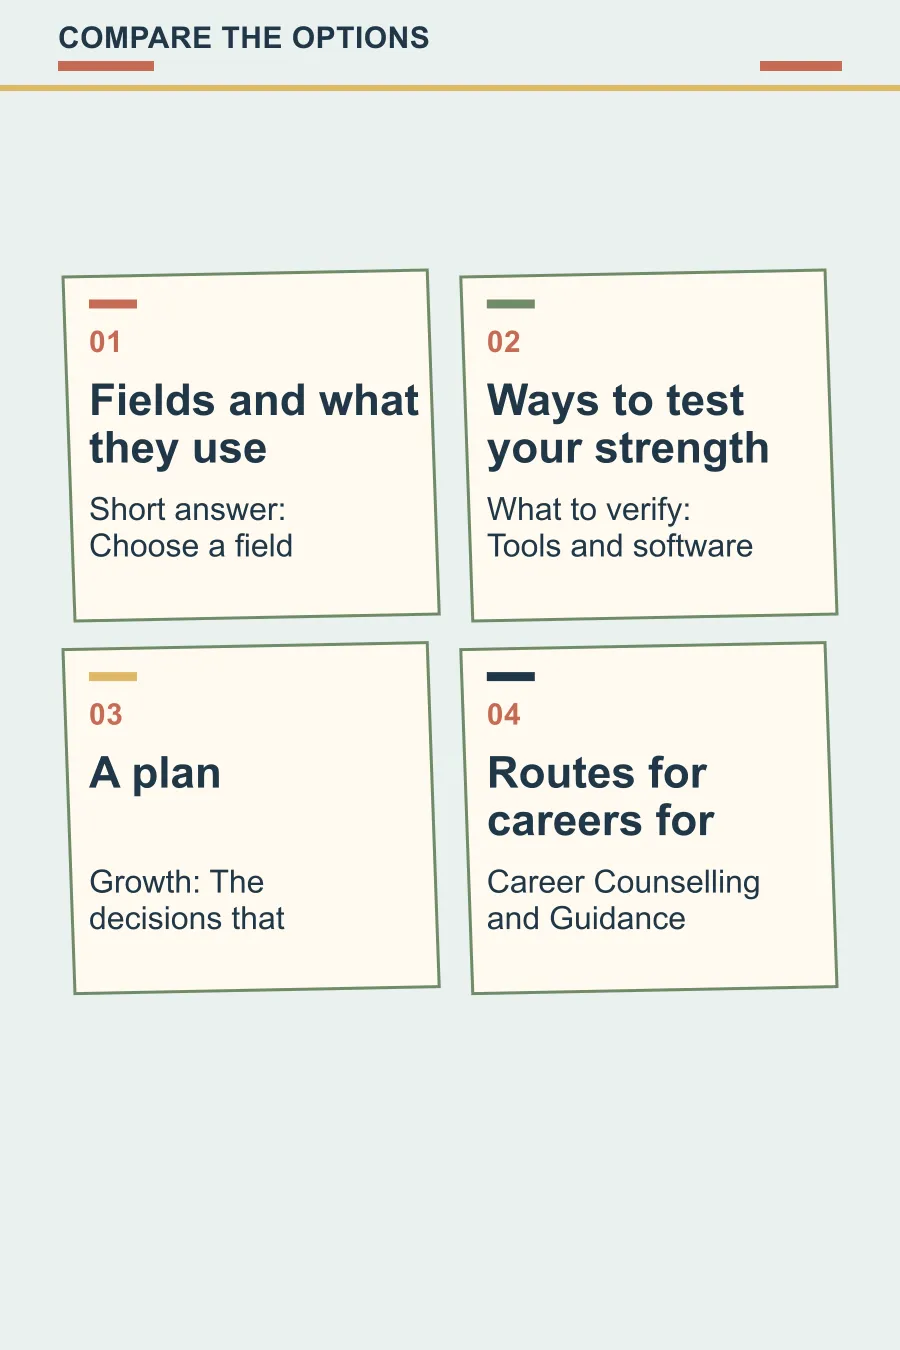 COMPARE THE OPTIONS
01
Fields and what
they use
Short answer:
Choose a field
02
Ways to test
your strength
What to verify:
Tools and software
03
A plan
Growth: The
decisions that
04
Routes for
careers for
Career Counselling
and Guidance